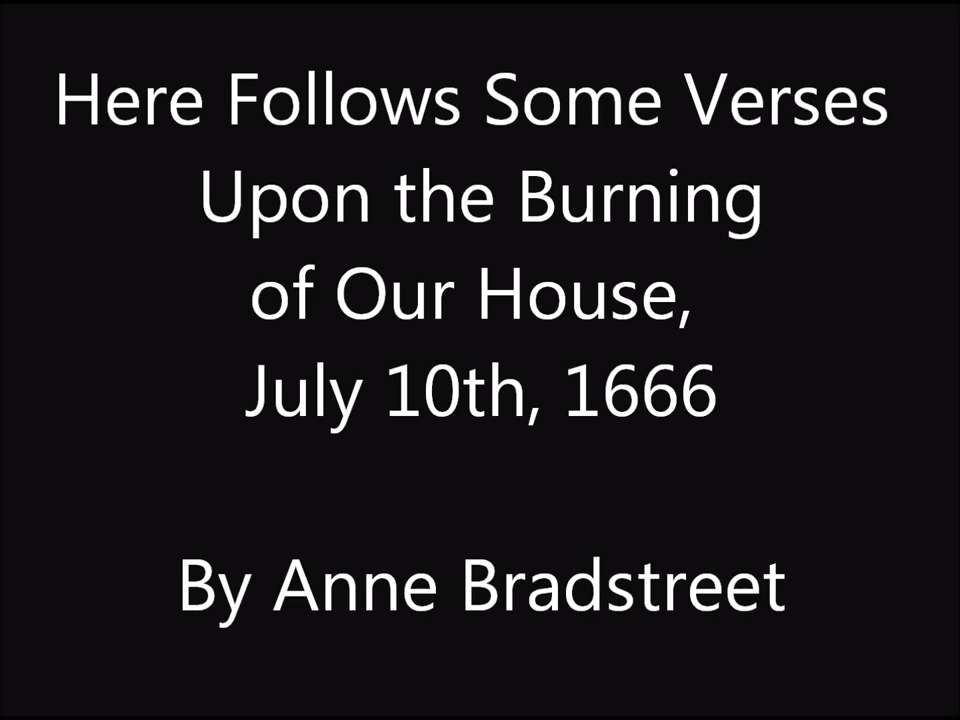 Here Follows Some Verses
Upon the Burning
of Our House,
July 10th, 1666
By Anne Bradstreet